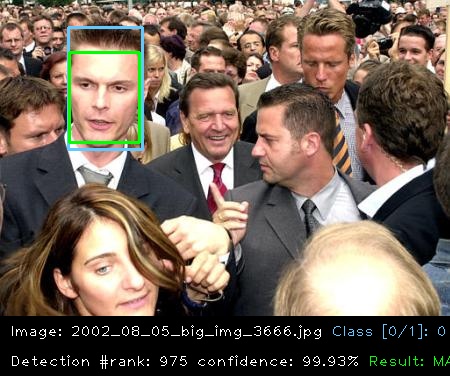 Image: 2002_08_05_big_img_3666.jpg Class [0/1]: 0
Detection #rank: 975 confidence: 99.93% Result: MA